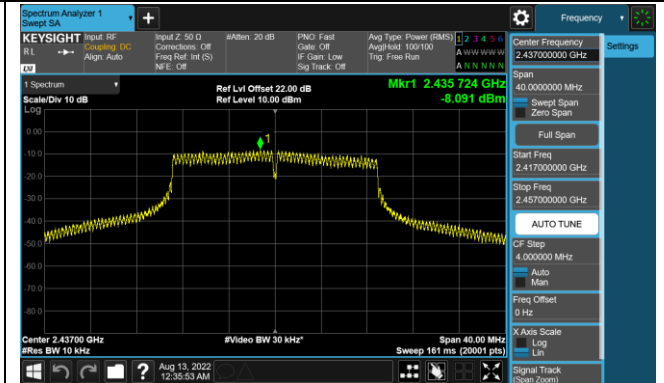 Spectrum Analyzer 1
Swept SA
+
Frequency
KEYSIGHT
RL
LXI
Input: RF
Coupling: DC
Align: Auto
Input Z: 50 Ω
Corrections: Off
Freq Ref: Int (S)
NFE: Off
#Atten: 20 dB
PNO: Fast
Gate: Off
IF Gain: Low
Sig Track: Off
Avg Type: Power (RMS)
Avg|Hold: 100/100
Trig: Free Run
1 2 3 4 5 6
A W W W W W
A N N N N N
1 Spectrum
Scale/Div 10 dB
Log
Ref Lvl Offset 22.00 dB
Ref Level 10.00 dBm
Mkr1 2.435 724 GHz
-8.091 dBm
1
0.00
-10.0
-20.0
-30.0
-40.0
-50.0
-60.0
-70.0
-80.0
Center 2.43700 GHz
#Res BW 10 kHz
#Video BW 30 kHz*
Span 40.00 MHz
Sweep 161 ms (20001 pts)
Center Frequency
2.437000000 GHz
Settings
Span
40.0000000 MHz
Swept Span
Zero Span
Full Span
Start Freq
2.417000000 GHz
Stop Freq
2.457000000 GHz
AUTO TUNE
CF Step
4.000000 MHz
Auto
Man
Freq Offset
0 Hz
X Axis Scale
Log
Lin
Signal Track
(Span Zoom)
?
Aug 13, 2022
12:35:53 AM